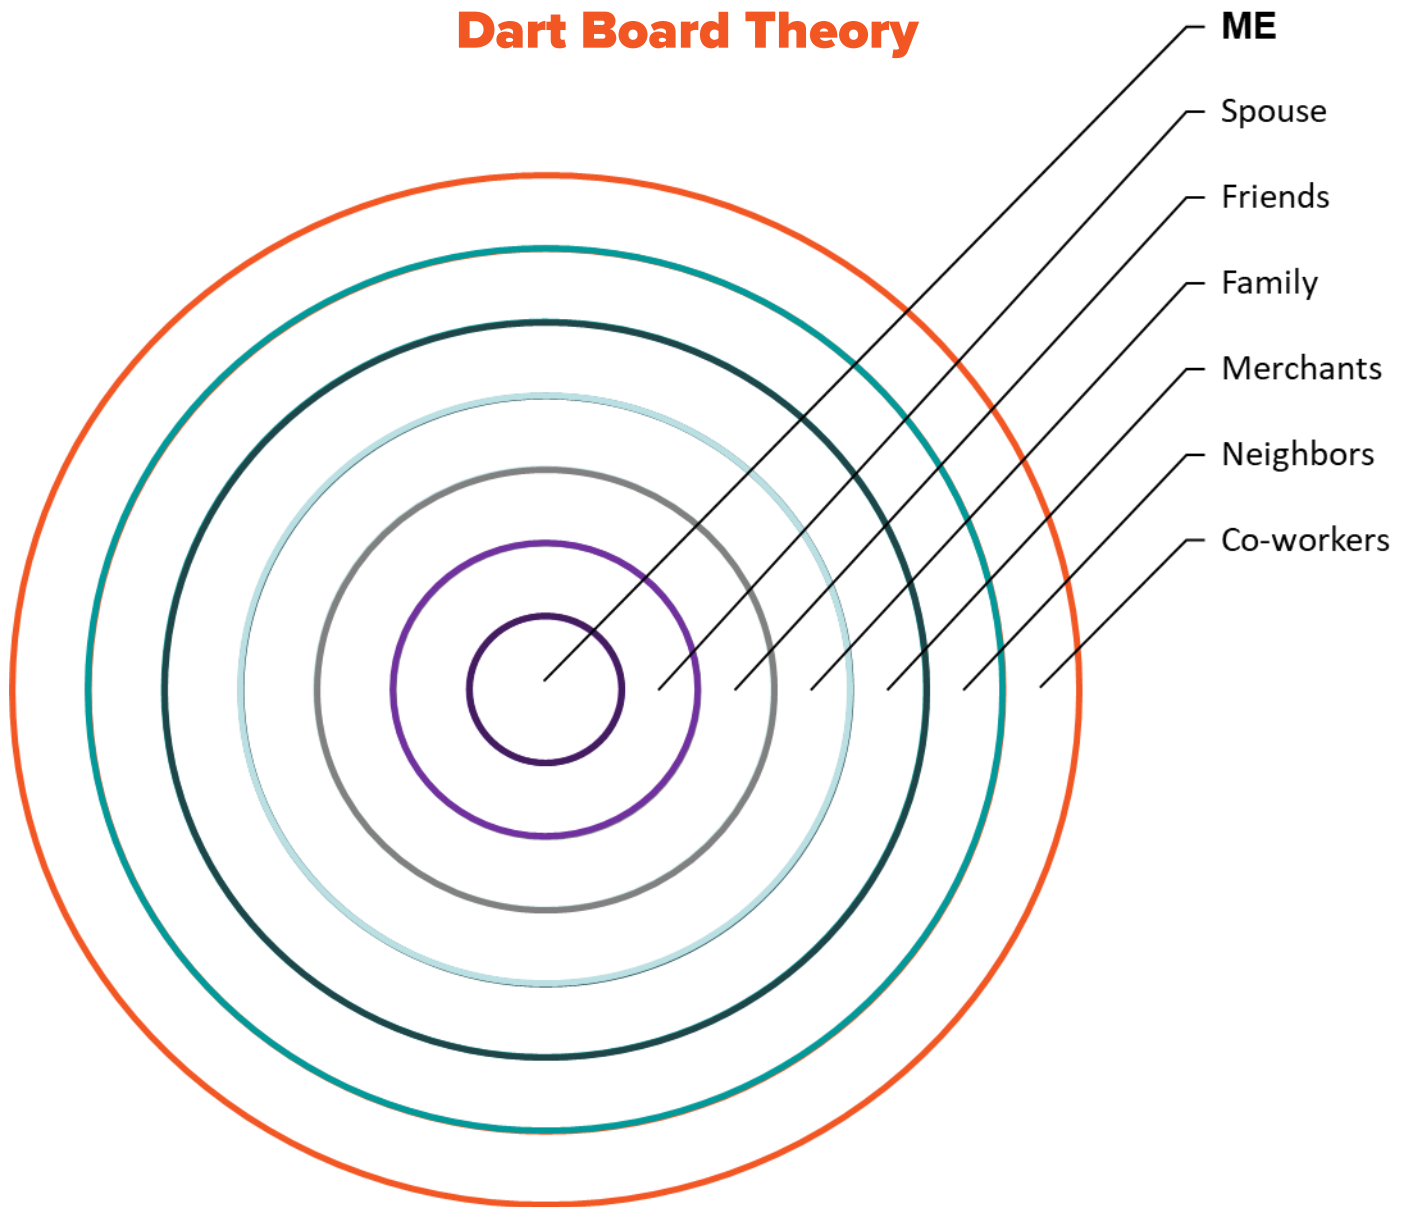 Dart Board Theory
ME
Spouse
Friends
Family
Merchants
Neighbors
Co-workers